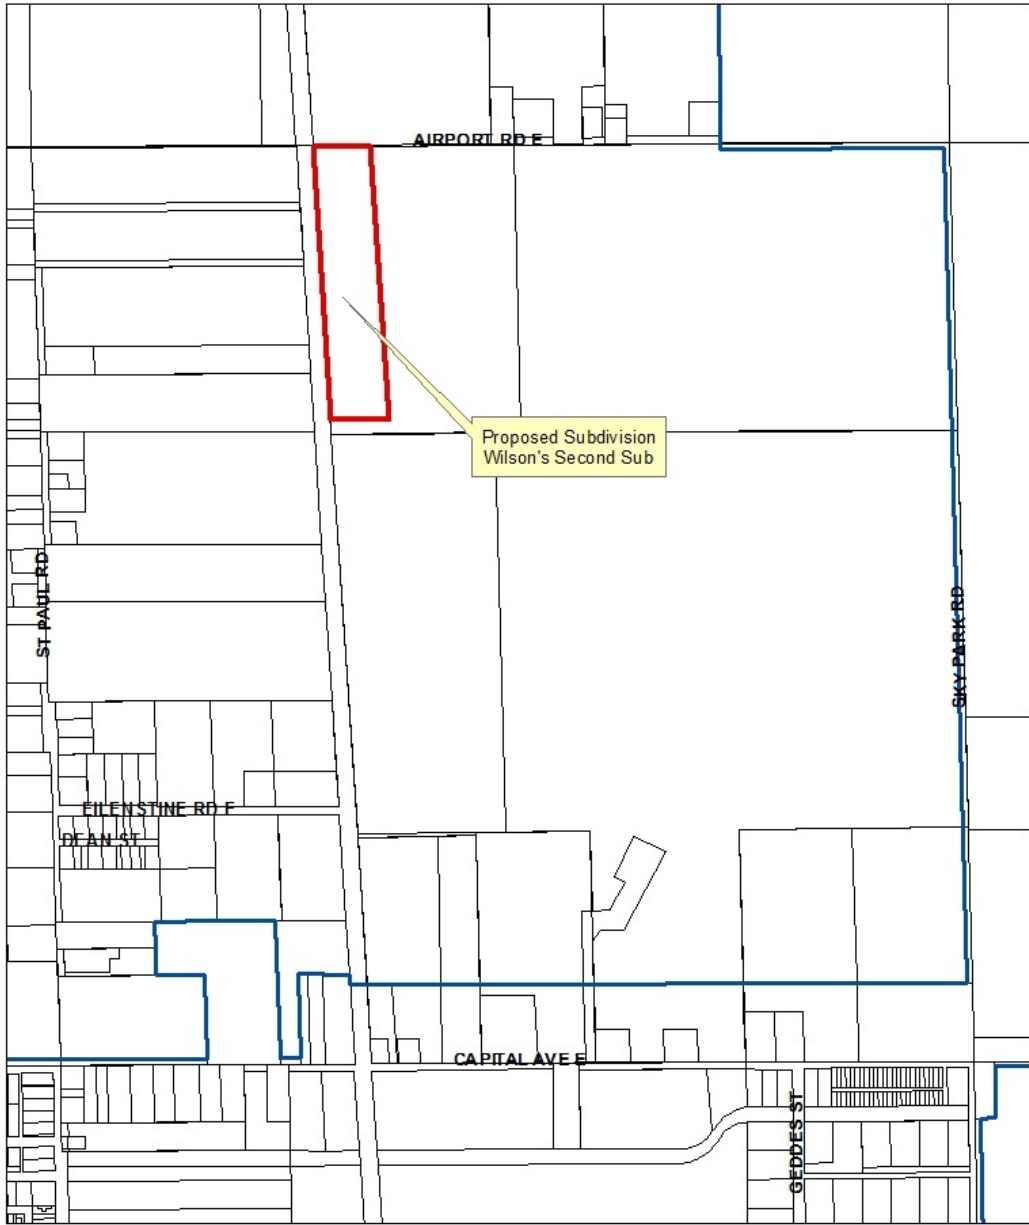 AIRPORT RD E
Proposed Subdivision
Wilson's Second Sub
ST PAUL RD
SKY PARK RD
EILENSTINE RD E
DEAN ST
CAPITAL AVE E
GEDDES ST